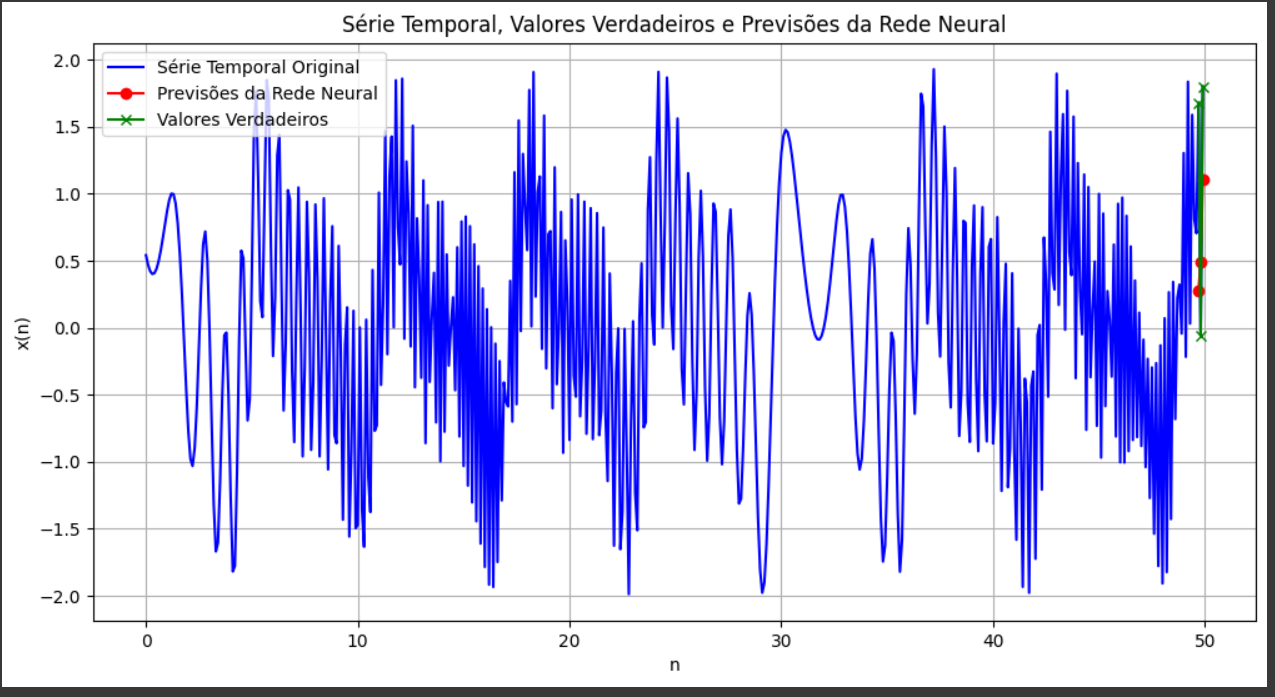 Série Temporal, Valores Verdadeiros e Previsões da Rede Neural
Série Temporal Original
Previsões da Rede Neural
Valores Verdadeiros
2.0
1.5
1.0
0.5
0.0
−0.5
−1.0
−1.5
−2.0
x(n)
0 10 20 30 40 50
n